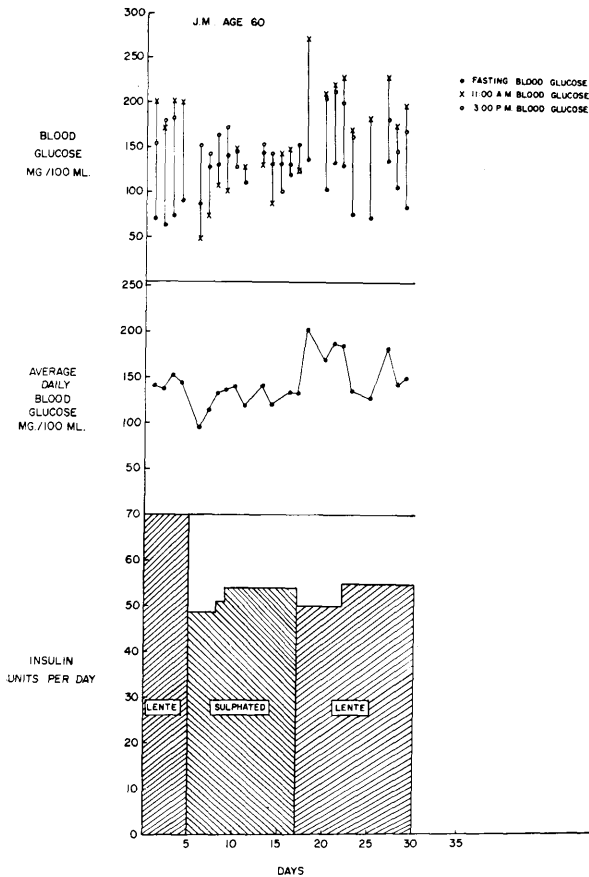 J.M. AGE 60
300
250
200
150
100
50
BLOOD
GLUCOSE
MG /100 ML.
• FASTING BLOOD GLUCOSE
x 11:00 A M BLOOD GLUCOSE
o 3:00 P M. BLOOD GLUCOSE
250
200
150
100
50
AVERAGE
DAILY
BLOOD
GLUCOSE
MG./100 ML.
70
60
50
40
30
20
10
0
INSULIN
UNITS PER DAY
LENTE
SULPHATED
LENTE
5
10
15
20
25
30
35
DAYS